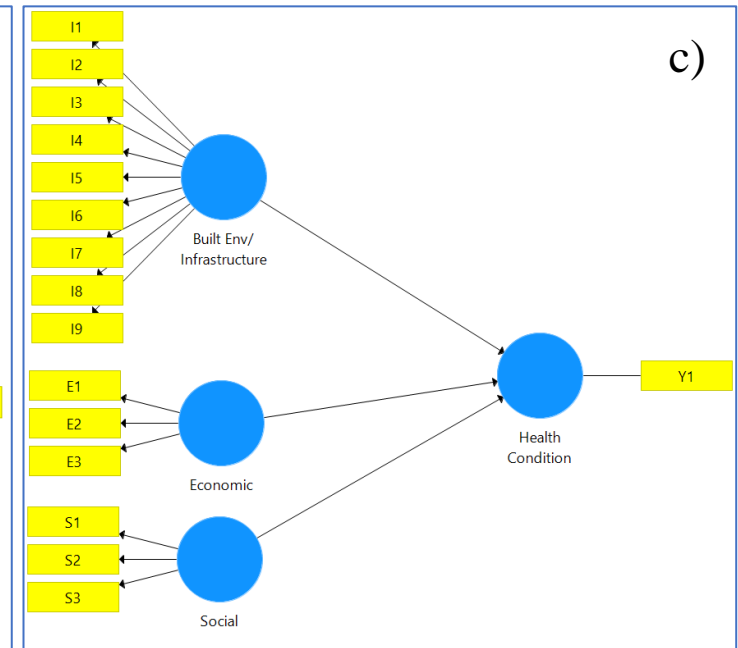 c)
I1
I2
I3
I4
I5
I6
I7
I8
I9
Built Env/
Infrastructure
E1
E2
E3
Economic
S1
S2
S3
Social
Health
Condition
Y1